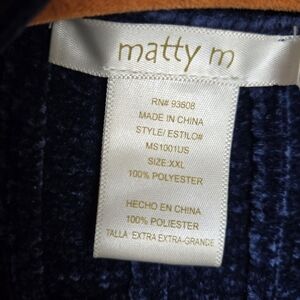 matty m
RN# 93608
MADE IN CHINA
STYLE/ ESTILO#
MS1001US
SIZE:XXL
100% POLYESTER
HECHO EN CHINA
100% POLIESTER
TALLA: EXTRA EXTRA-GRANDE